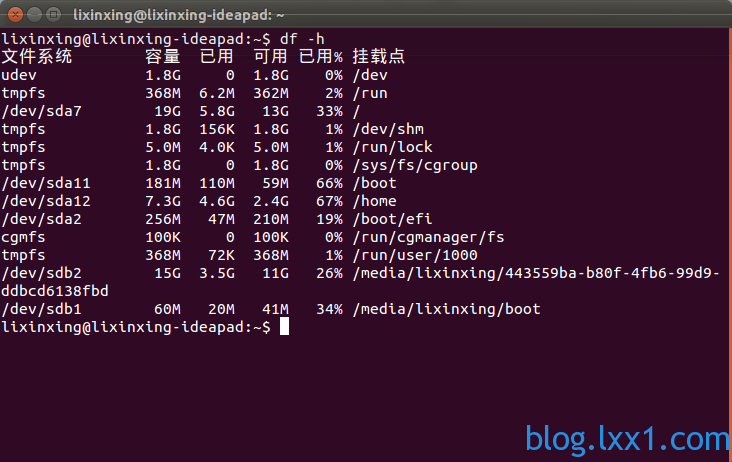 lixinxing@lixinxing-ideapad: ~
lixinxing@lixinxing-ideapad:~$ df -h
文件系统 容量 已用 可用 已用% 挂载点
udev 1.8G 0 1.8G 0% /dev
tmpfs 368M 6.2M 362M 2% /run
/dev/sda7 19G 5.8G 13G 33% /
tmpfs 1.8G 156K 1.8G 1% /dev/shm
tmpfs 5.0M 4.0K 5.0M 1% /run/lock
tmpfs 1.8G 0 1.8G 0% /sys/fs/cgroup
/dev/sda11 181M 110M 59M 66% /boot
/dev/sda12 7.3G 4.6G 2.4G 67% /home
/dev/sda2 256M 47M 210M 19% /boot/efi
cgmfs 100K 0 100K 0% /run/cgmanager/fs
tmpfs 368M 72K 368M 1% /run/user/1000
/dev/sdb2 15G 3.5G 11G 26% /media/lixinxing/443559ba-b80f-4fb6-99d9-
ddbcd6138fbd
/dev/sdb1 60M 20M 41M 34% /media/lixinxing/boot
lixinxing@lixinxing-ideapad:~$
blog.lxx1.com